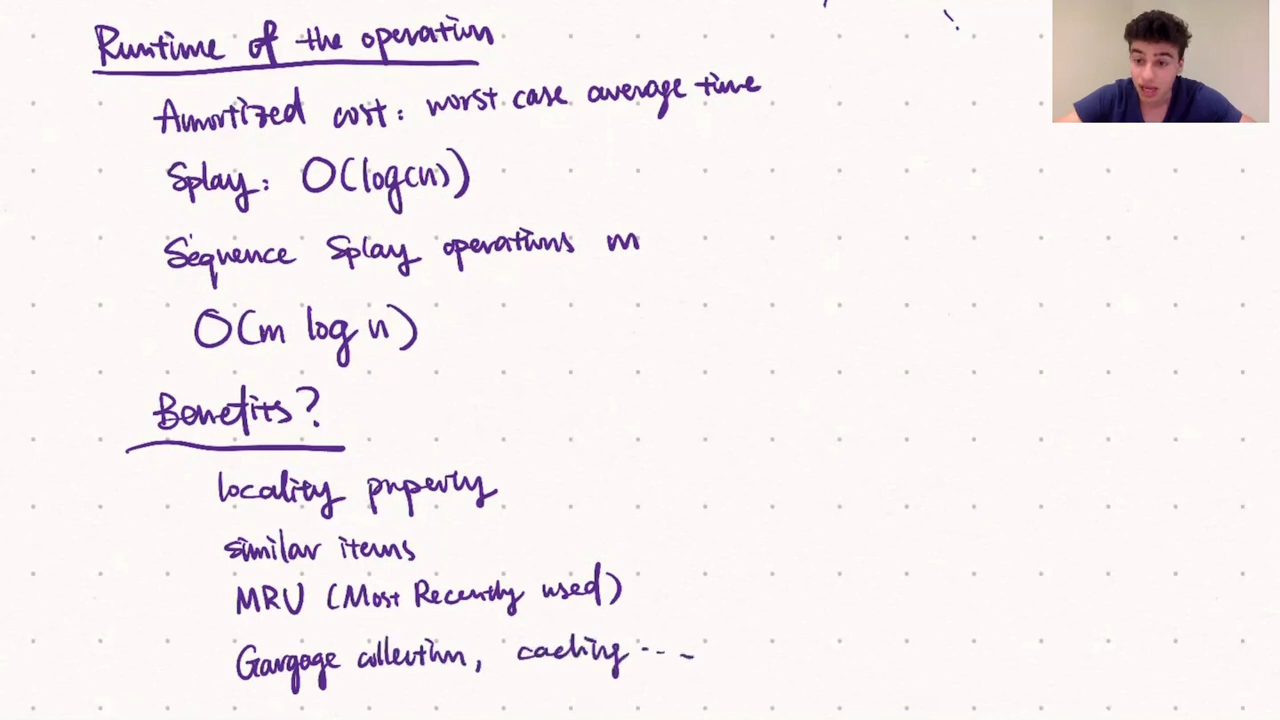 Runtime of the operation
Amortized cost: worst case average time
Splay: O(log(n))
Sequence Splay operations m
O(m log n)
Benefits?
locality property
similar items
MRU (Most Recently used)
Gargage collection, caching ...